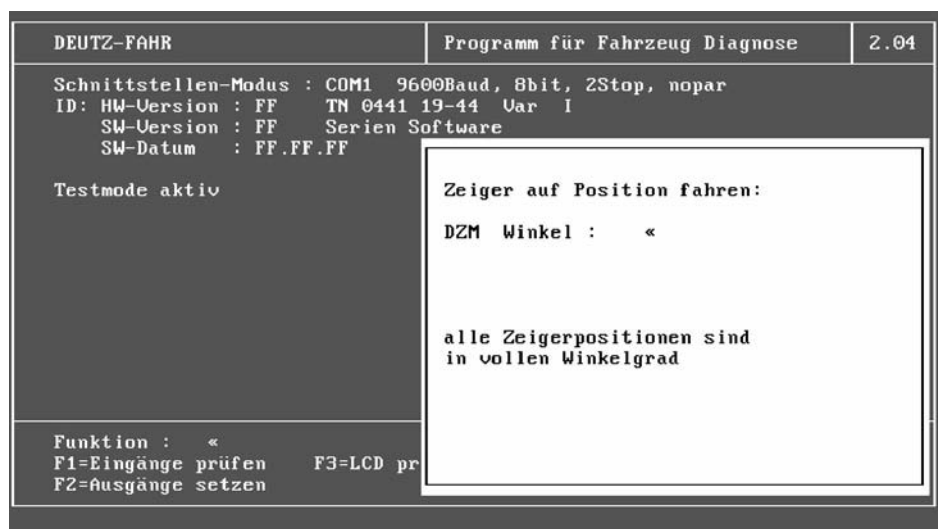 DEUTZ-FAHR Programm für Fahrzeug Diagnose 2.04
Schnittstellen-Modus : COM1 9600Baud, 8bit, 2Stop, nopar
ID: HW-Version : FF TN 0441 19-44 Var I
SW-Version : FF Serien Software
SW-Datum : FF.FF.FF
Testmode aktiv
Zeiger auf Position fahren:
DZM Winkel : «
alle Zeigerpositionen sind
in vollen Winkelgrad
Funktion : «
F1=Eingänge prüfen F3=LCD pr
F2=Ausgänge setzen